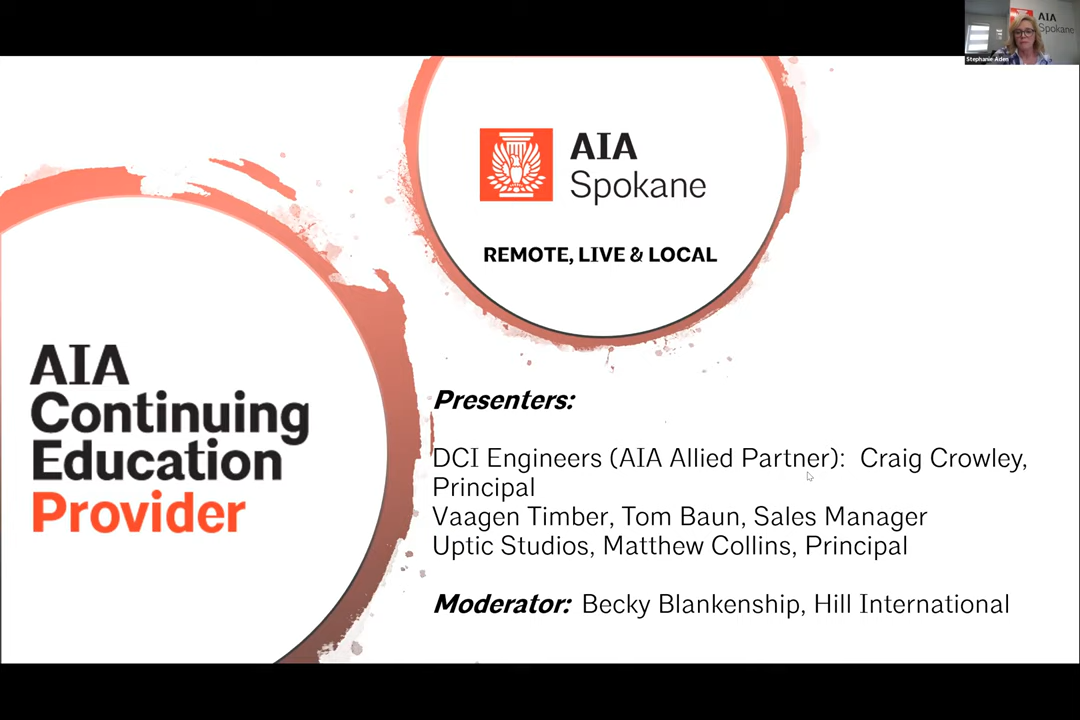 AIA
Spokane
Stephanie Aden
AIA
Spokane
REMOTE, LIVE & LOCAL
AIA
Continuing
Education
Provider
Presenters:
DCI Engineers (AIA Allied Partner):  Craig Crowley,
Principal
Vaagen Timber, Tom Baun, Sales Manager
Uptic Studios, Matthew Collins, Principal
Moderator:  Becky Blankenship, Hill International